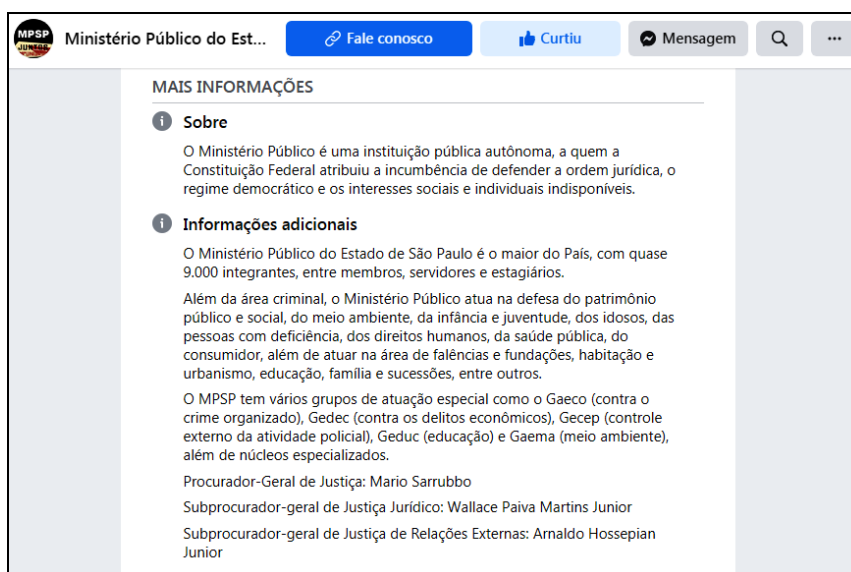 MPSP
JUNIOR
Ministério Público do Est...
Fale conosco
Curtiu
Mensagem
MAIS INFORMAÇÕES
Sobre
O Ministério Público é uma instituição pública autônoma, a quem a
Constituição Federal atribuiu a incumbência de defender a ordem jurídica, o
regime democrático e os interesses sociais e individuais indisponíveis.
Informações adicionais
O Ministério Público do Estado de São Paulo é o maior do País, com quase
9.000 integrantes, entre membros, servidores e estagiários.
Além da área criminal, o Ministério Público atua na defesa do patrimônio
público e social, do meio ambiente, da infância e juventude, dos idosos, das
pessoas com deficiência, dos direitos humanos, da saúde pública, do
consumidor, além de atuar na área de falências e fundações, habitação e
urbanismo, educação, família e sucessões, entre outros.
O MPSP tem vários grupos de atuação especial como o Gaeco (contra o
crime organizado), Gedec (contra os delitos econômicos), Gecep (controle
externo da atividade policial), Geduc (educação) e Gaema (meio ambiente),
além de núcleos especializados.
Procurador-Geral de Justiça: Mario Sarrubbo
Subprocurador-geral de Justiça Jurídico: Wallace Paiva Martins Junior
Subprocurador-geral de Justiça de Relações Externas: Arnaldo Hossepian
Junior